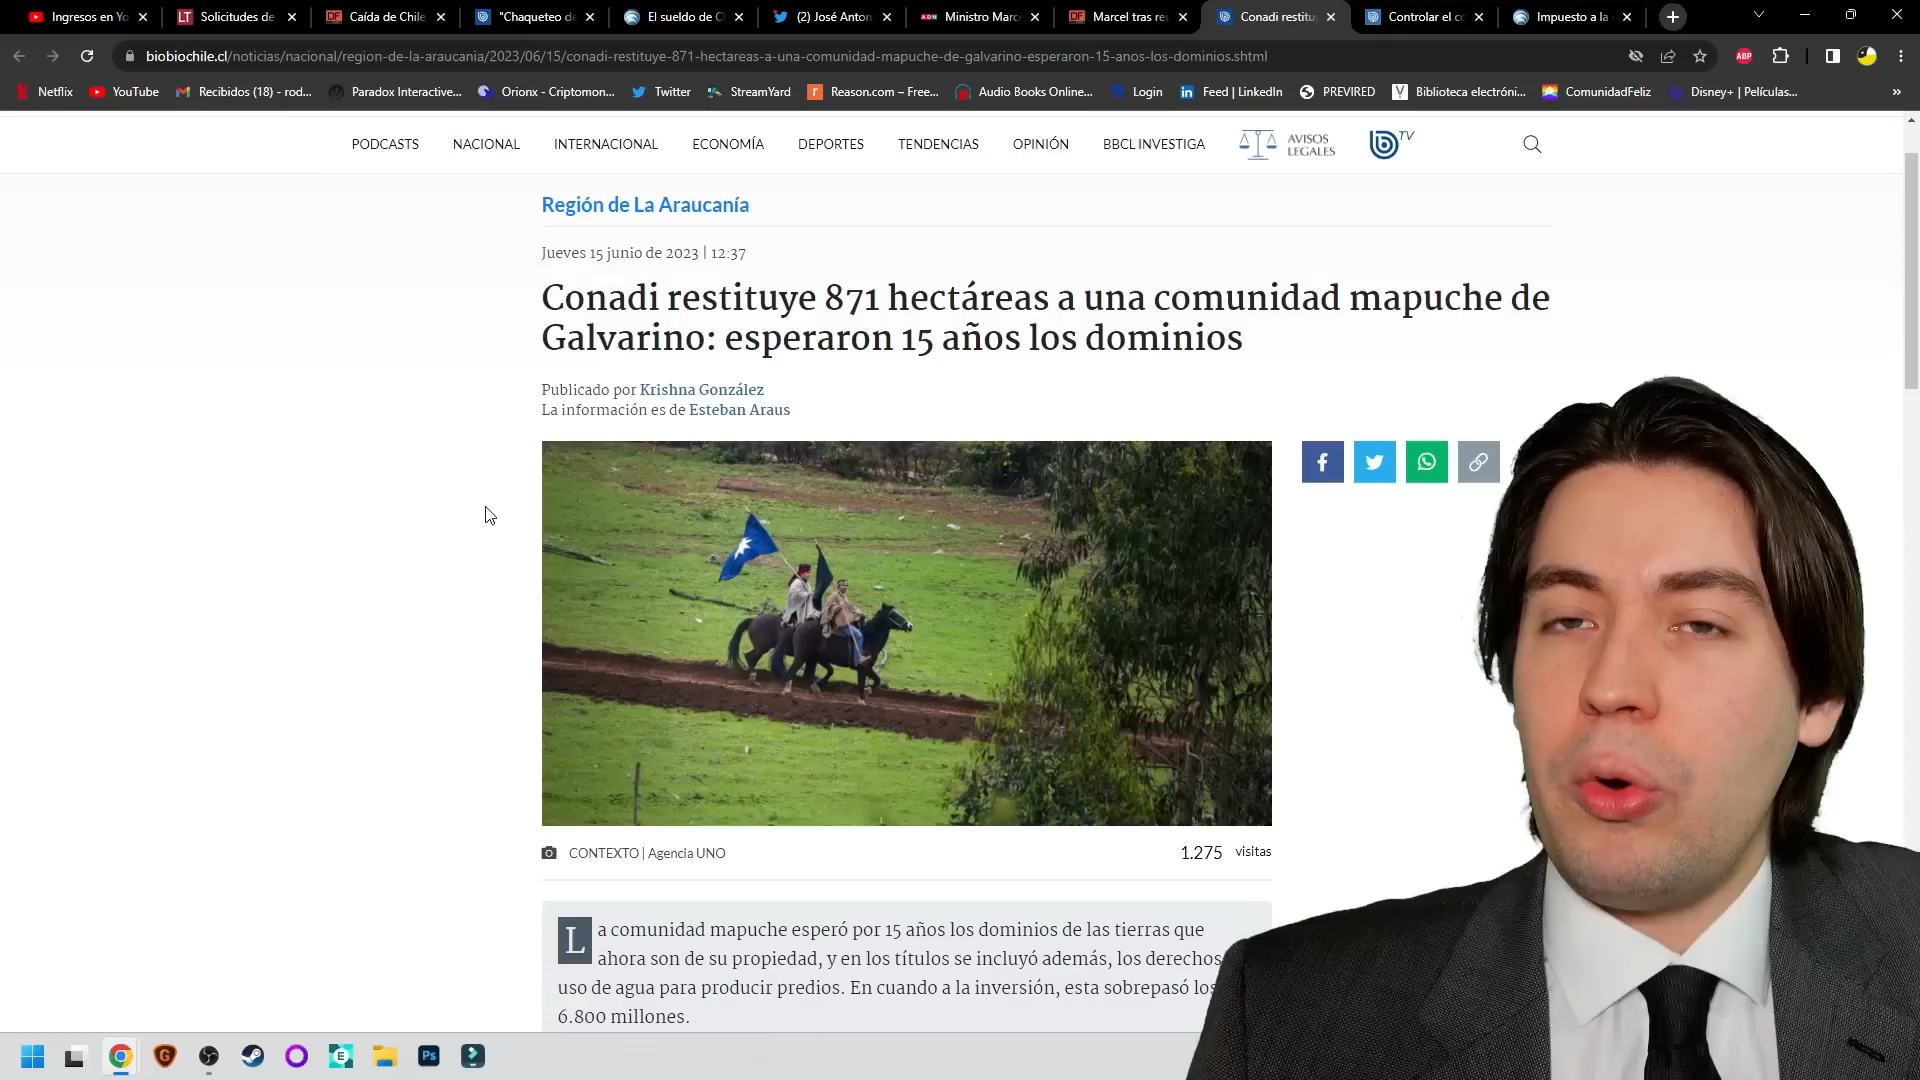 Ingresos en Yo
Solicitudes de
Caída de Chile
"Chaqueteo de
El sueldo de C
(2) José Anton
Ministro Marc
Marcel tras re
Conadi restitu
Controlar el co
Impuesto a la
biobiochile.cl/noticias/nacional/region-de-la-araucania/2023/06/15/conadi-restituye-871-hectareas-a-una-comunidad-mapuche-de-galvarino-esperaron-15-anos-los-dominios.shtml
Netflix
YouTube
Recibidos (18) - rod...
Paradox Interactive...
Orionx - Criptomon...
Twitter
StreamYard
Reason.com – Free...
Audio Books Online...
Login
Feed | LinkedIn
PREVIRED
Biblioteca electróni...
ComunidadFeliz
Disney+ | Películas...
PODCASTS
NACIONAL
INTERNACIONAL
ECONOMÍA
DEPORTES
TENDENCIAS
OPINIÓN
BBCL INVESTIGA
AVISOS
LEGALES
TV
Región de La Araucanía
Jueves 15 junio de 2023 | 12:37
Conadi restituye 871 hectáreas a una comunidad mapuche de
Galvarino: esperaron 15 años los dominios
Publicado por Krishna González
La información es de Esteban Araus
CONTEXTO | Agencia UNO
1.275 visitas
La comunidad mapuche esperó por 15 años los dominios de las tierras que
ahora son de su propiedad, y en los títulos se incluyó además, los derechos
uso de agua para producir predios. En cuando a la inversión, esta sobrepasó los
6.800 millones.